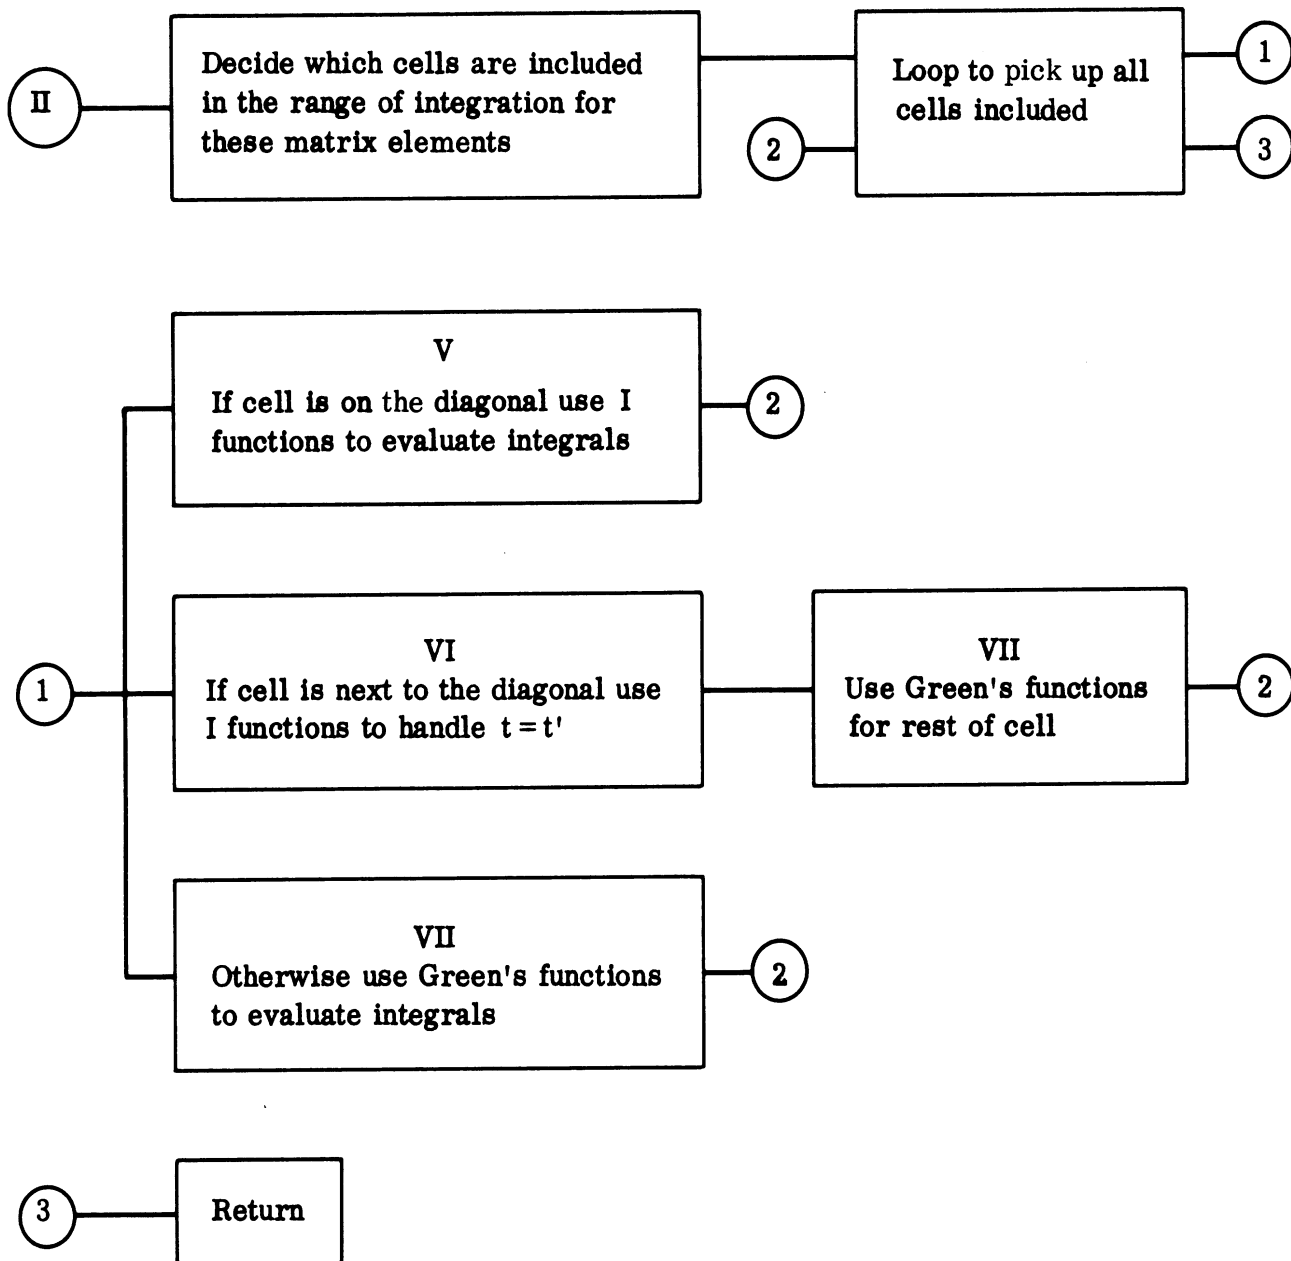 II
Decide which cells are included
in the range of integration for
these matrix elements
Loop to pick up all
cells included
1
2
3
V
If cell is on the diagonal use I
functions to evaluate integrals
2
1
VI
If cell is next to the diagonal use
I functions to handle t = t'
VII
Use Green's functions
for rest of cell
2
VII
Otherwise use Green's functions
to evaluate integrals
2
3
Return